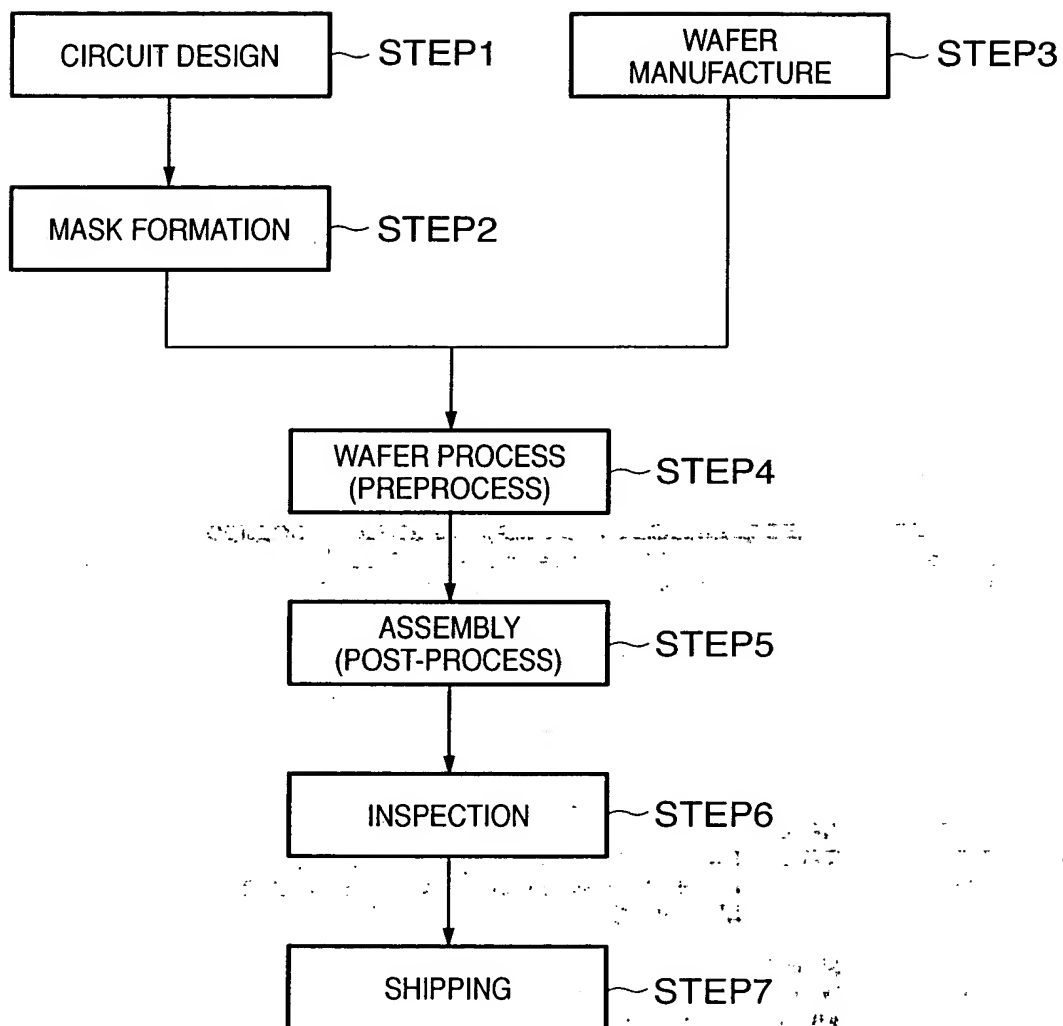 CIRCUIT DESIGN
STEP1
WAFER
MANUFACTURE
STEP3
MASK FORMATION
STEP2
WAFER PROCESS
(PREPROCESS)
STEP4
ASSEMBLY
(POST-PROCESS)
STEP5
INSPECTION
STEP6
SHIPPING
STEP7